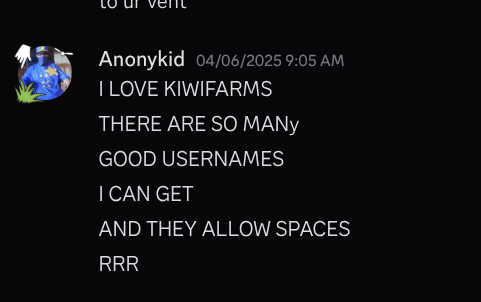 to ur vent
Anonykid 04/06/2025 9:05 AM
I LOVE KIWIFARMS
THERE ARE SO MANy
GOOD USERNAMES
I CAN GET
AND THEY ALLOW SPACES
RRR